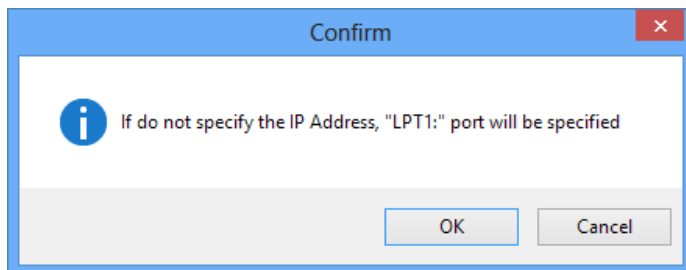 Confirm
If do not specify the IP Address, "LPT1:" port will be specified
OK
Cancel